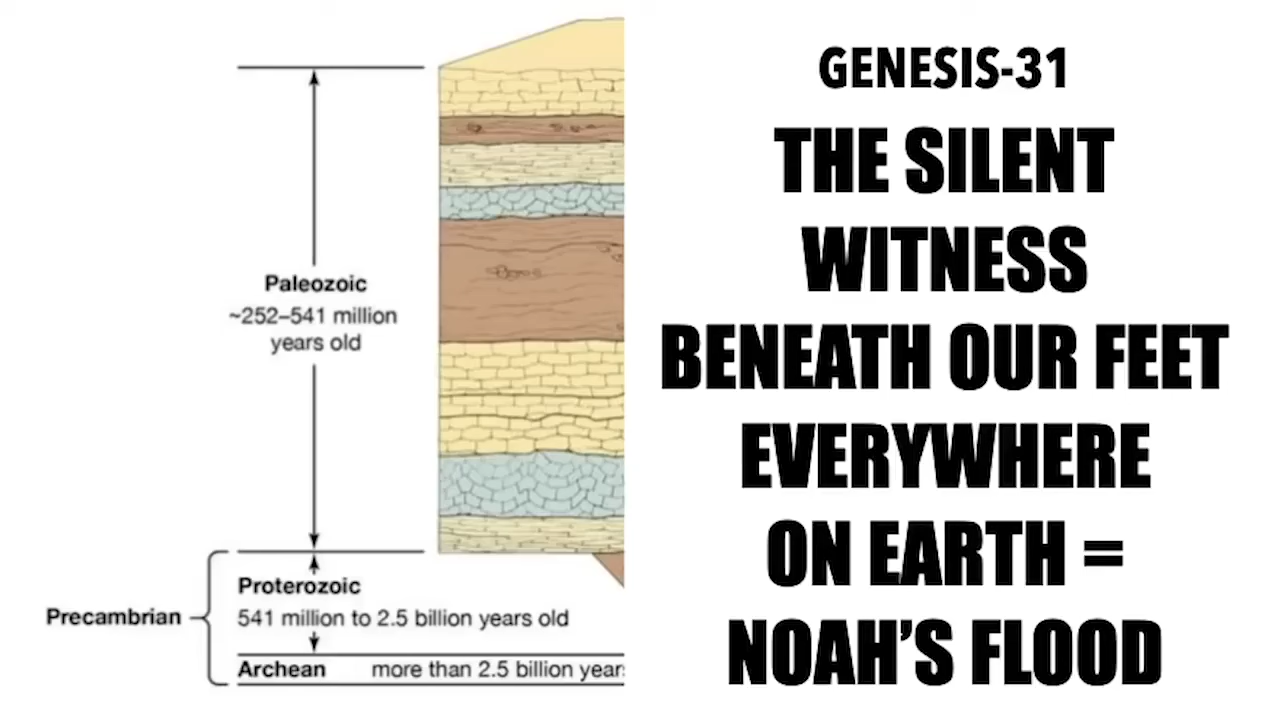 Paleozoic
~252–541 million
years old
Precambrian
Proterozoic
541 million to 2.5 billion years old
Archean more than 2.5 billion year
GENESIS-31
THE SILENT
WITNESS
BENEATH OUR FEET
EVERYWHERE
ON EARTH =
NOAH’S FLOOD